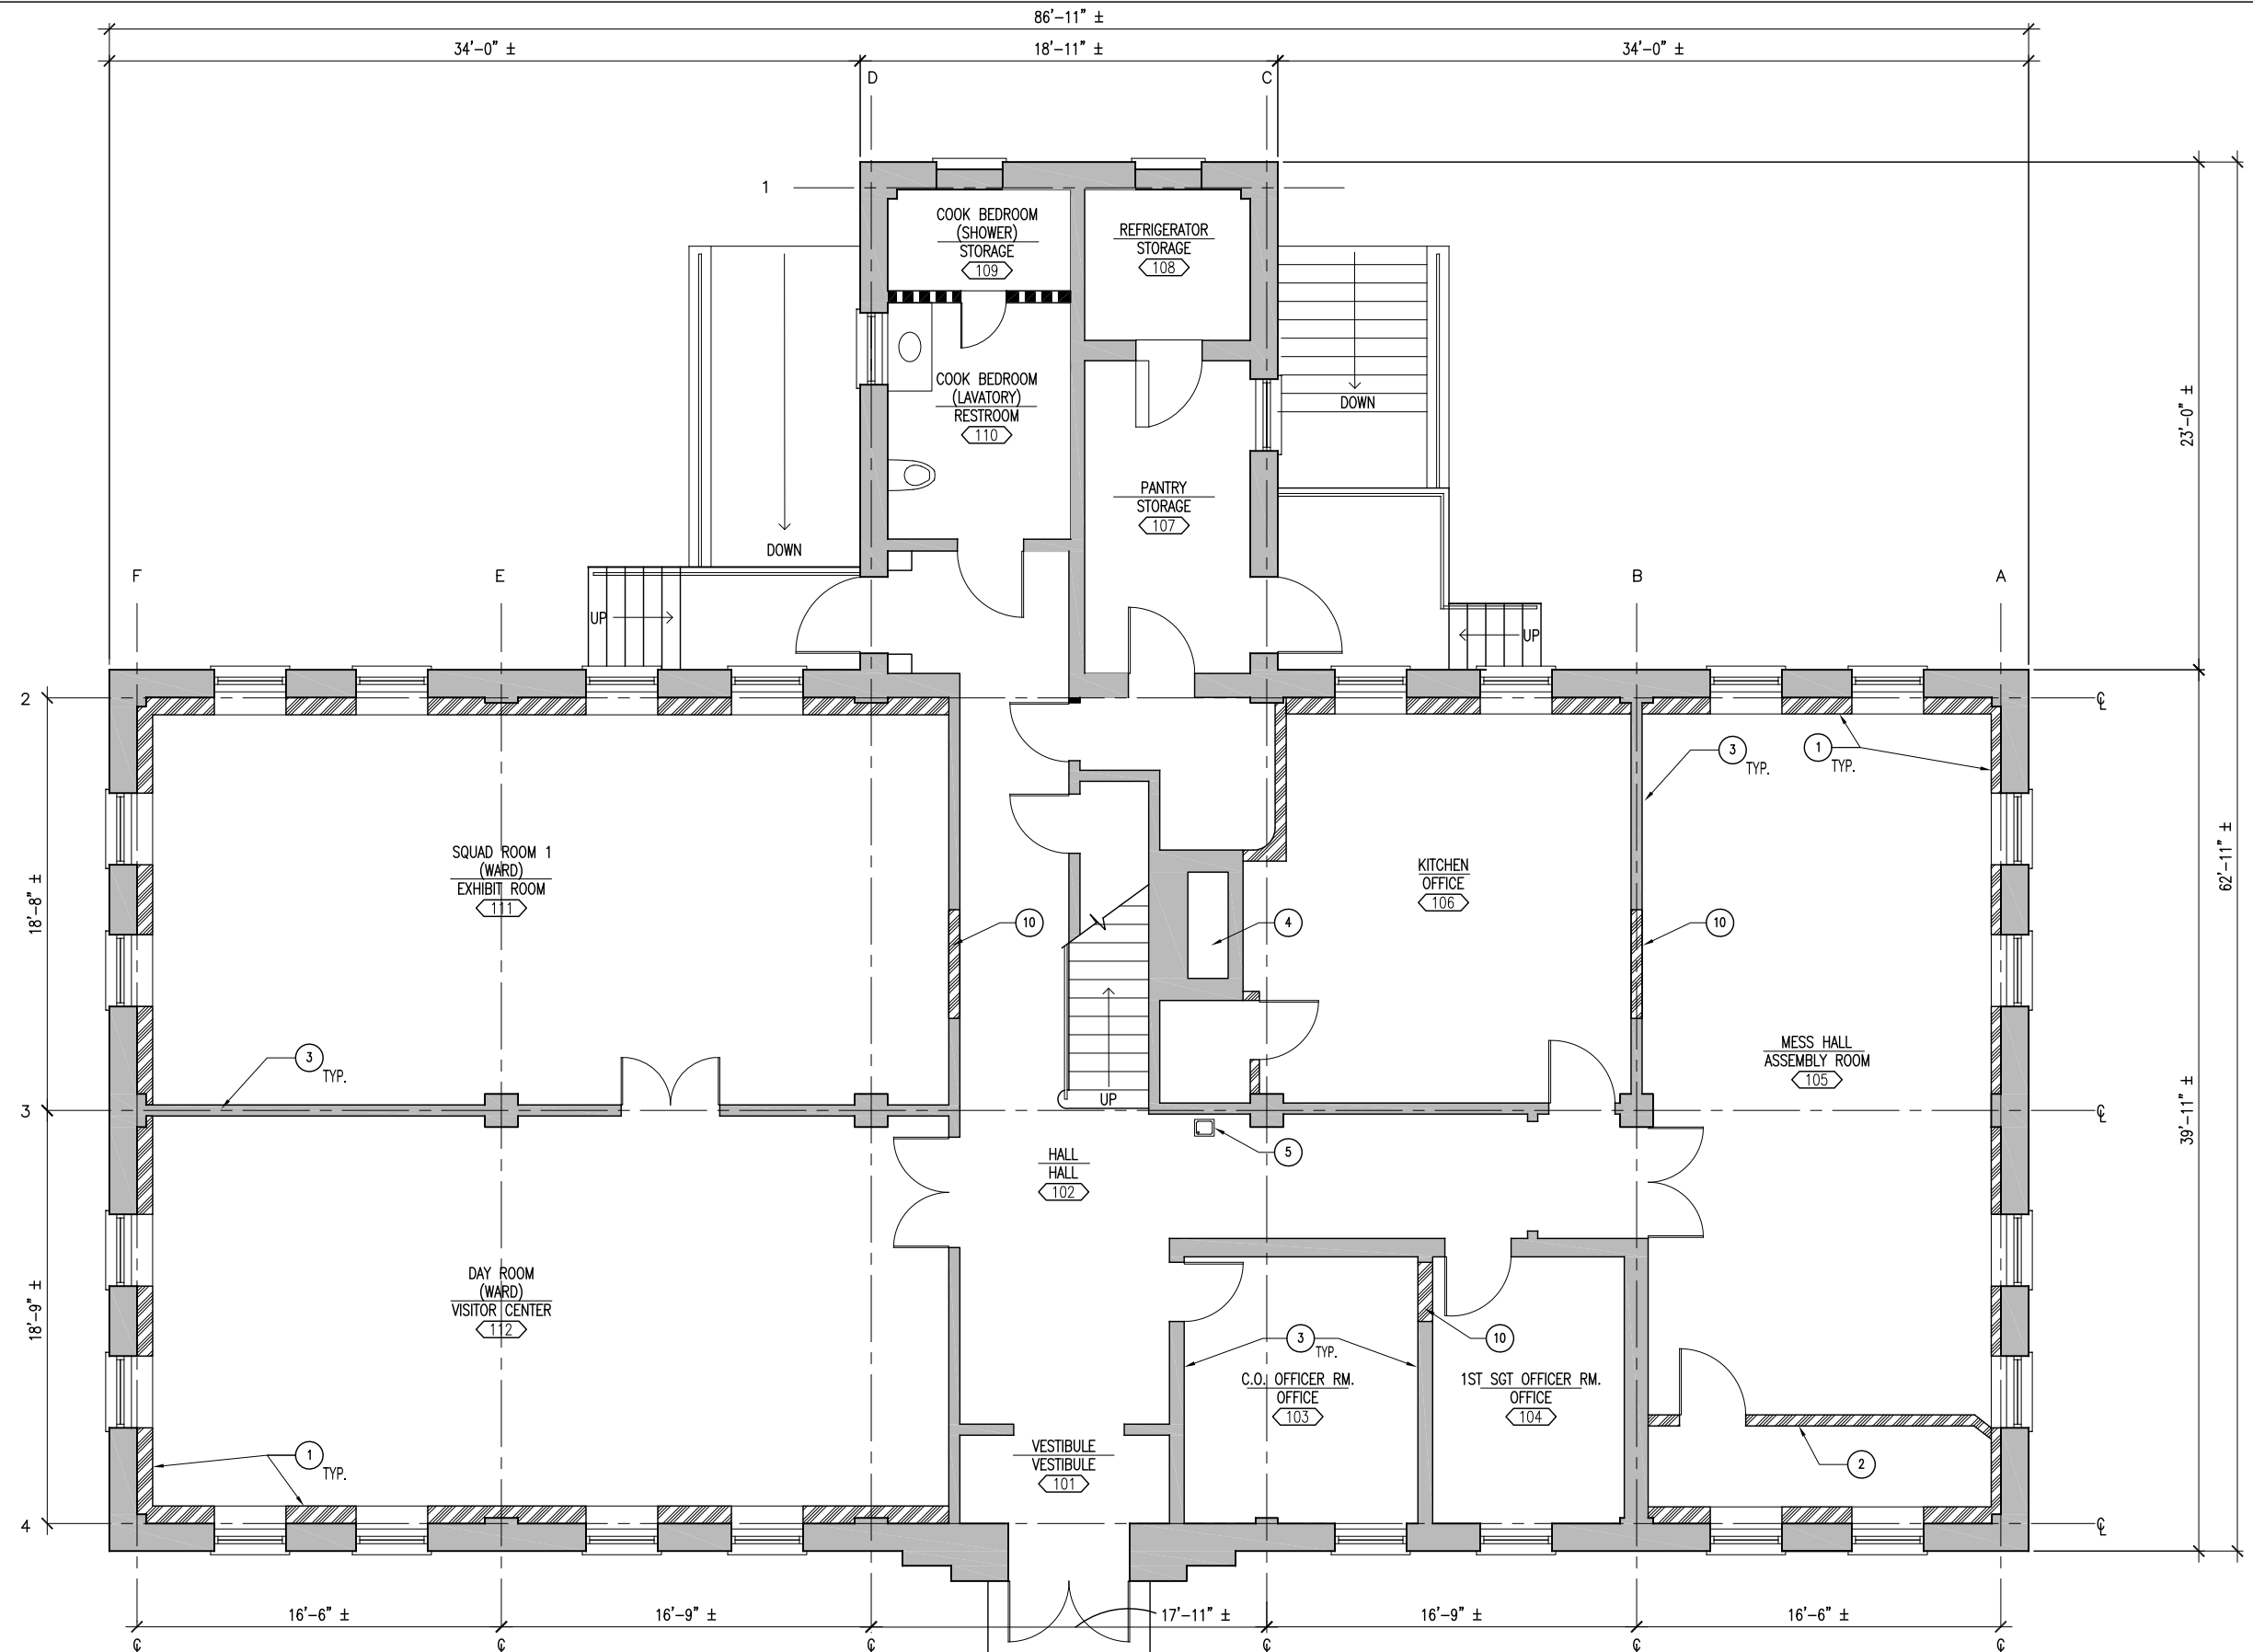 86'-11" ±
34'-0" ±
18'-11" ±
34'-0" ±
D
C
1
COOK BEDROOM
(SHOWER)
STORAGE
109
REFRIGERATOR
STORAGE
108
COOK BEDROOM
(LAVATORY)
RESTROOM
110
DOWN
23'-0" ±
PANTRY
STORAGE
107
DOWN
F
E
B
A
UP
UP
2
℄
3
TYP.
1
TYP.
SQUAD ROOM 1
(WARD)
EXHIBIT ROOM
111
KITCHEN
OFFICE
106
62'-11" ±
18'-8" ±
10
4
10
MESS HALL
ASSEMBLY ROOM
105
3
TYP.
UP
3
℄
39'-11" ±
5
HALL
HALL
102
DAY ROOM
(WARD)
VISITOR CENTER
112
18'-9" ±
3
TYP.
10
C.O. OFFICER RM.
OFFICE
103
1ST SGT OFFICER RM.
OFFICE
104
VESTIBULE
VESTIBULE
101
1
TYP.
2
4
℄
16'-6" ±
16'-9" ±
17'-11" ±
16'-9" ±
16'-6" ±
℄
℄
℄
℄
℄
℄